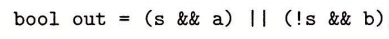 bool out = (s && a) || (!s && b)